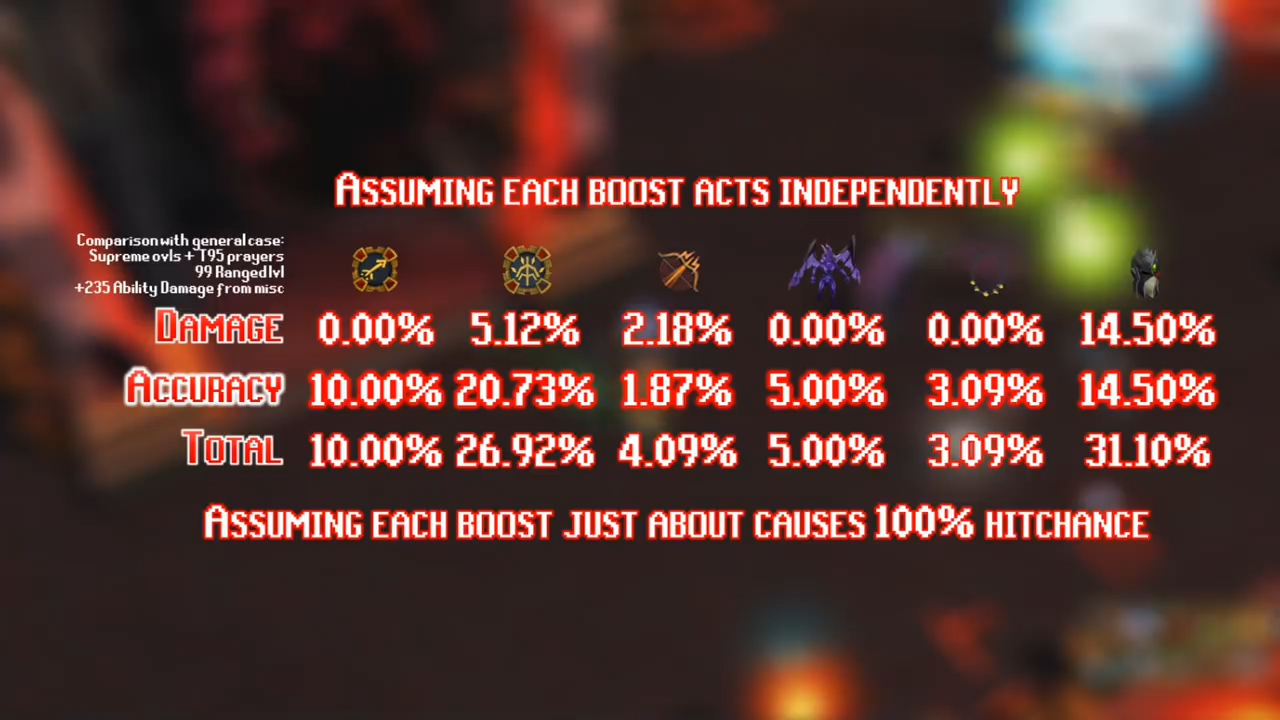 Assuming each boost acts independently
Comparison with general case:
Supreme ovls + T95 prayers
99 Ranged lvl
+235 Ability Damage from misc
Damage 0.00% 5.12% 2.18% 0.00% 0.00% 14.50%
Accuracy 10.00% 20.73% 1.87% 5.00% 3.09% 14.50%
Total 10.00% 26.92% 4.09% 5.00% 3.09% 31.10%
Assuming each boost just about causes 100% hitchance